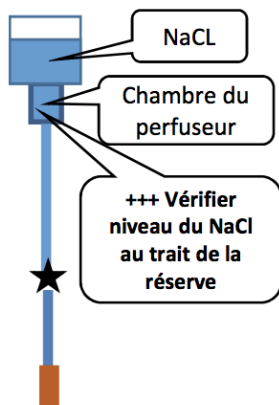 NaCL
Chambre du
perfuseur
+++ Vérifier
niveau du NaCl
au trait de la
réserve